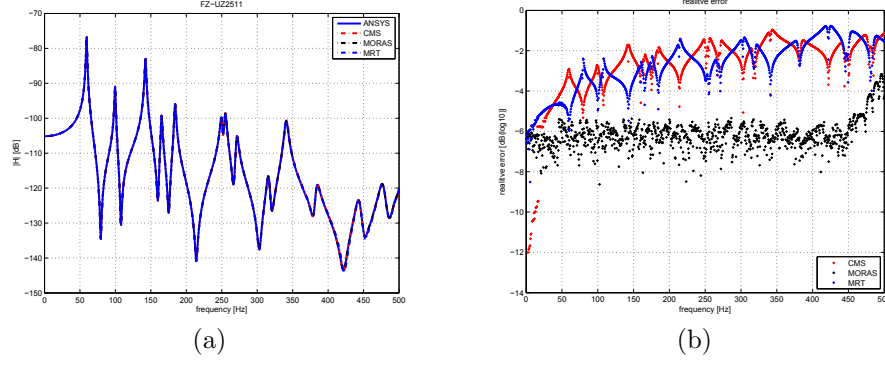 FZ−UZ2511
−70
−80
−90
−100
−110
−120
−130
−140
−150
|H| [dB]
0 50 100 150 200 250 300 350 400 450 500
frequency [Hz]
ANSYS
CMS
MORAS
MRT
(a)
realtive error
0
−2
−4
−6
−8
−10
−12
−14
realitve error [dB(log10)]
0 50 100 150 200 250 300 350 400 450 500
frequency [Hz]
CMS
MORAS
MRT
(b)